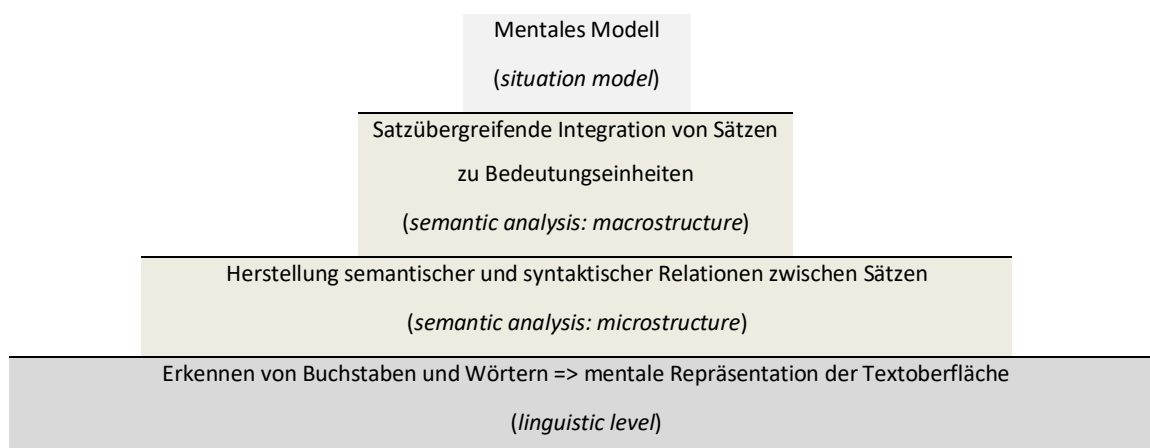 Mentales Modell
(situation model)
Satzübergreifende Integration von Sätzen
zu Bedeutungseinheiten
(semantic analysis: macrostructure)
Herstellung semantischer und syntaktischer Relationen zwischen Sätzen
(semantic analysis: microstructure)
Erkennen von Buchstaben und Wörtern => mentale Repräsentation der Textoberfläche
(linguistic level)